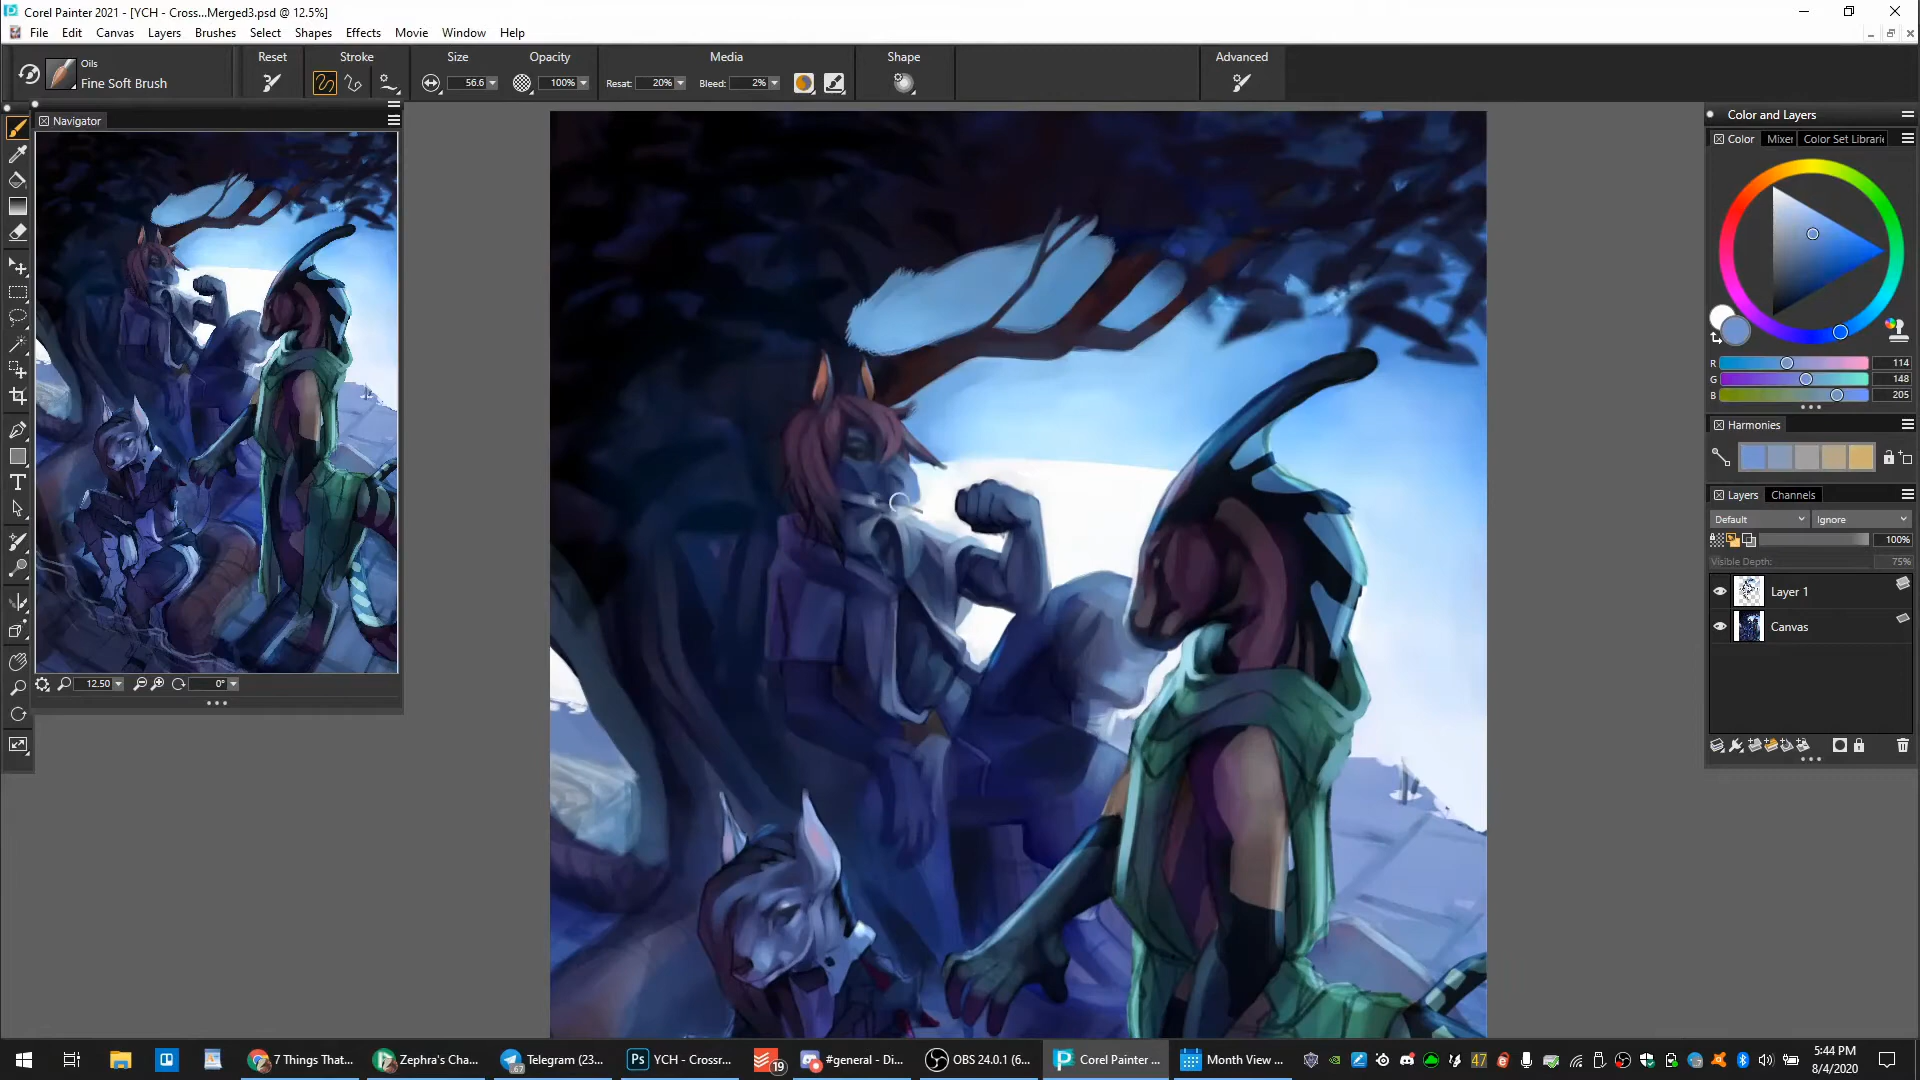 Corel Painter 2021 - [YCH - Cross...Merged3.psd @ 12.5%]
File Edit Canvas Layers Brushes Select Shapes Effects Movie Window Help
Oils
Fine Soft Brush
Reset
Stroke
Size
56.6
Opacity
100%
Media
Resat: 20% Bleed: 2%
Shape
Advanced
Navigator
12.50 0°
Color and Layers
Color Mixer Color Set Librari
R 114
G 148
B 205
Harmonies
Layers Channels
Default Ignore
100%
Visible Depth: 75%
Layer 1
Canvas
T
7 Things That...
Zephra's Cha...
67
Telegram (23...
Ps YCH - Crossr...
19
#general - Di...
OBS 24.0.1 (6...
Corel Painter ...
Month View ...
47
5:44 PM
8/4/2020